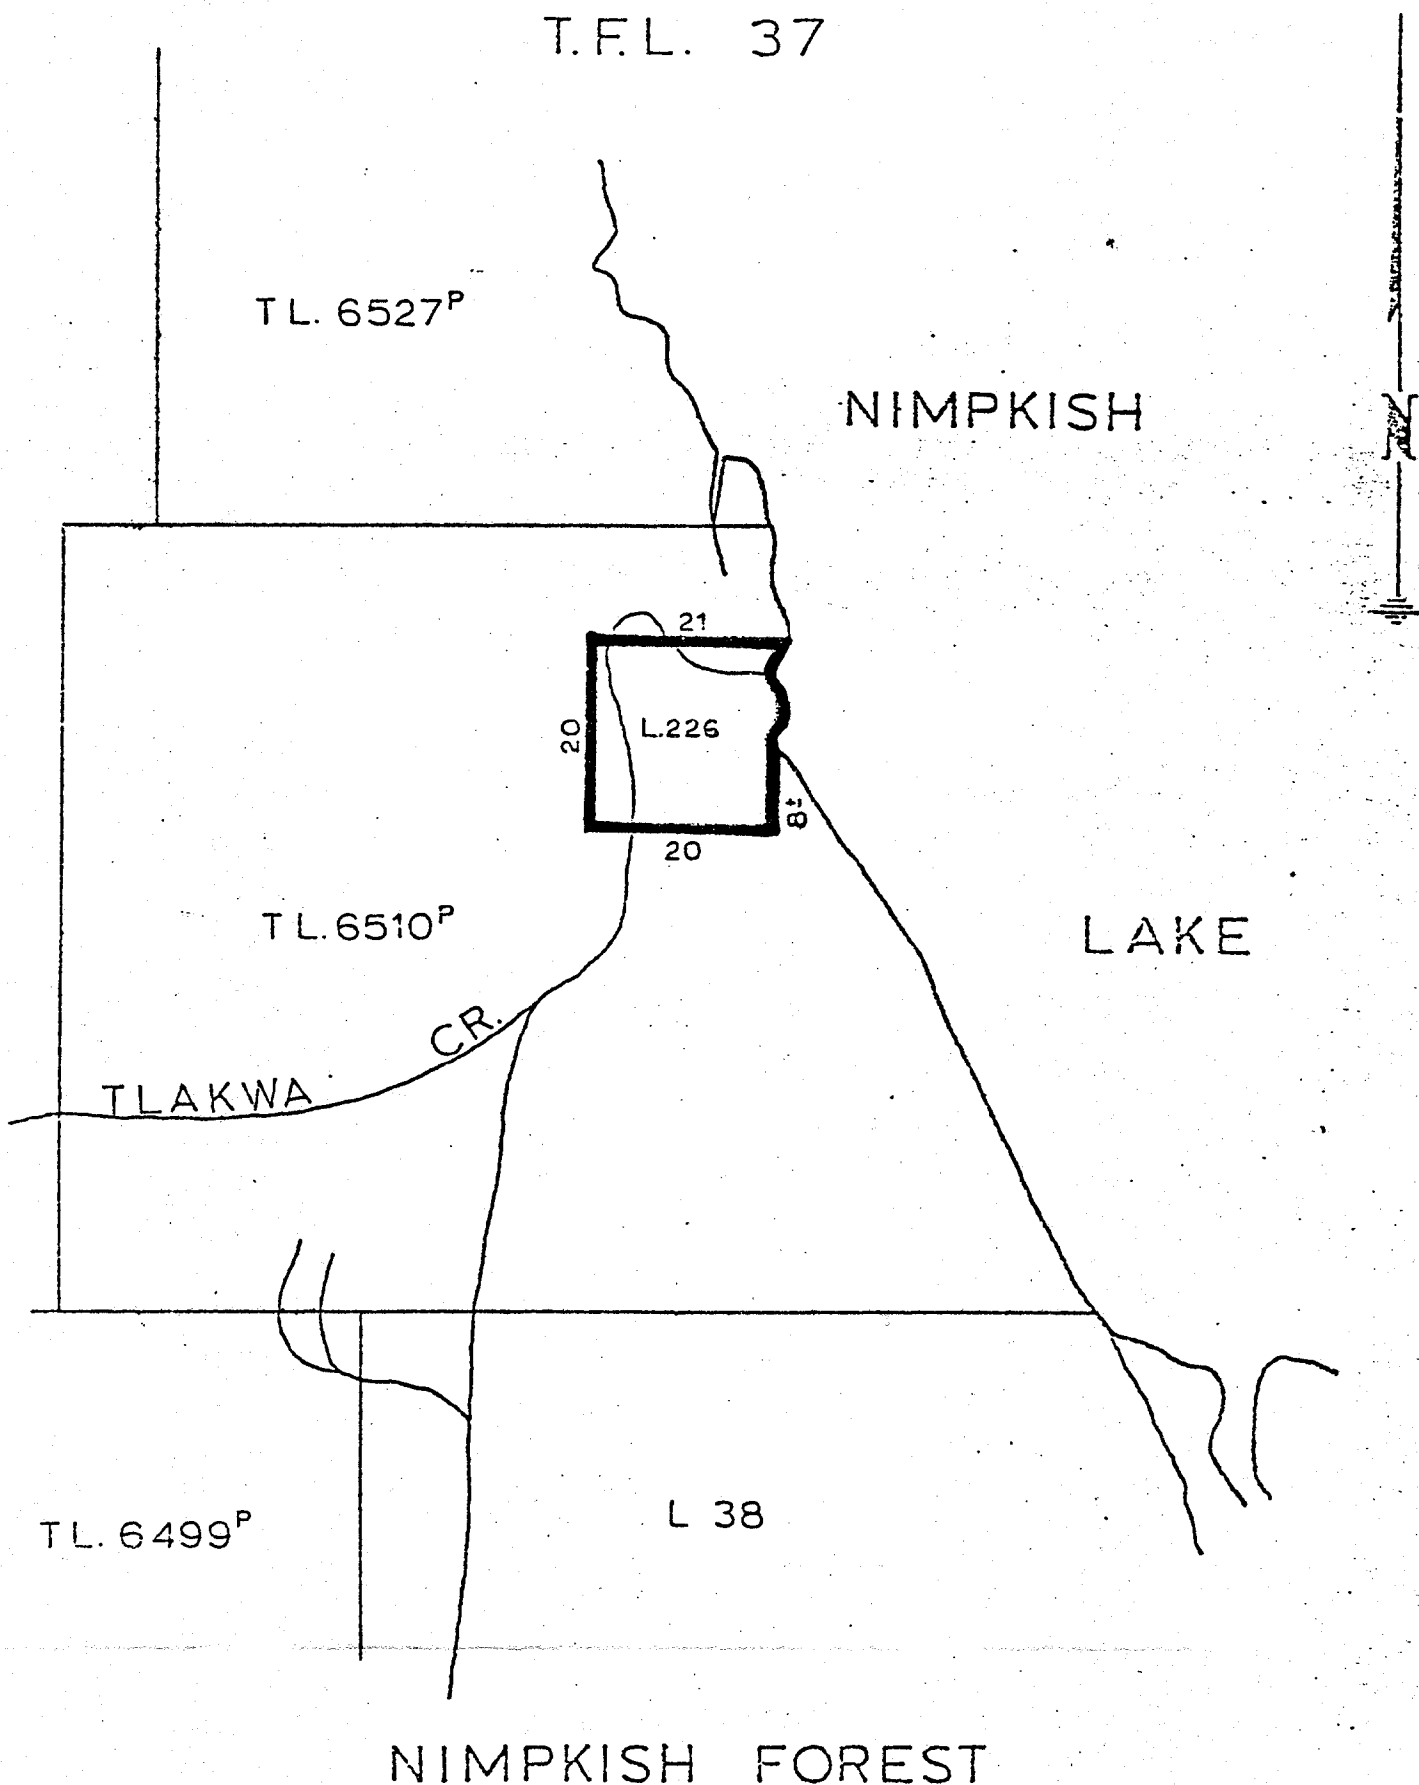 T.F.L. 37
TL. 6527ᴾ
NIMPKISH
N
21
20
L.226
8±
20
TL.6510ᴾ
LAKE
CR.
TLAKWA
L 38
TL. 6499ᴾ
NIMPKISH FOREST